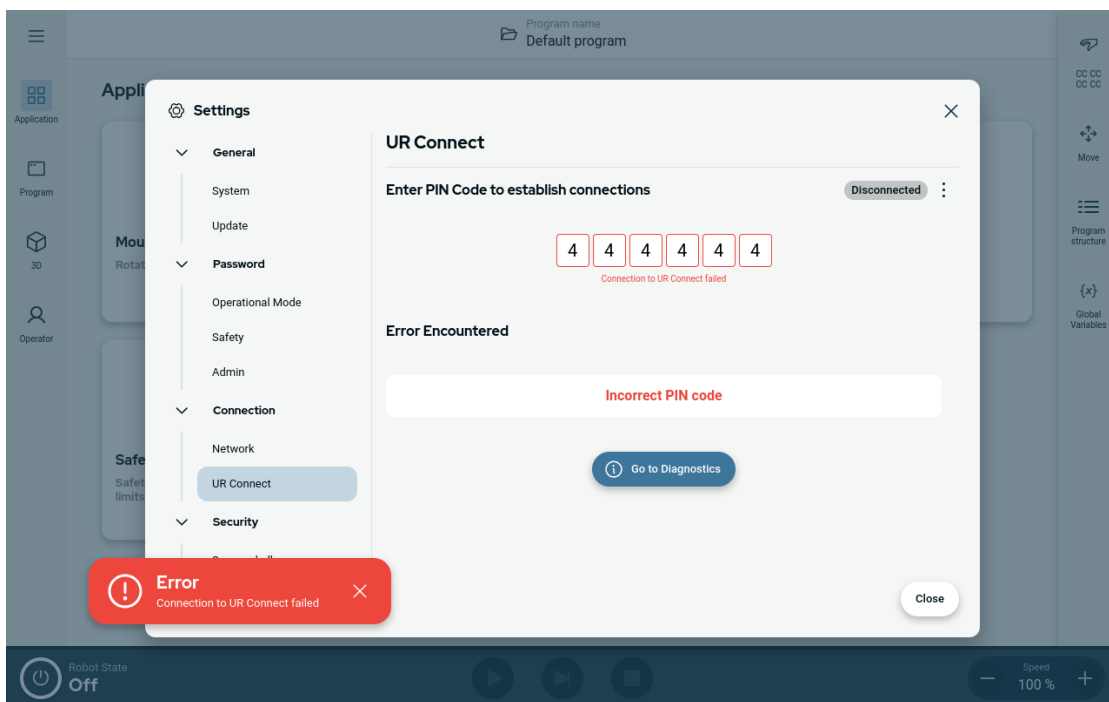 Program name
Default program
Application
Program
3D
Operator
Appli
Mou
Rotat
Safe
Safet
limits
Settings
General
System
Update
Password
Operational Mode
Safety
Admin
Connection
Network
UR Connect
Security
UR Connect
Enter PIN Code to establish connections
Disconnected
4 4 4 4 4 4
Connection to UR Connect failed
Error Encountered
Incorrect PIN code
Go to Diagnostics
Close
Error
Connection to UR Connect failed
CC CC
CC CC
Move
Program
structure
{x}
Global
Variables
Robot State
Off
Speed
100 %